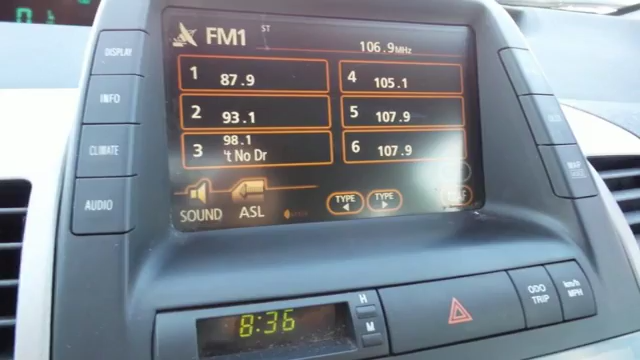 DISPLAY
INFO
CLIMATE
AUDIO
FM1
ST
106.9MHz
1 87.9
2 93.1
3 98.1
't No Dr
4 105.1
5 107.9
6 107.9
SOUND
ASL
TYPE
TYPE
MAP
8:36
H
M
ODO
TRIP
km/h
MPH